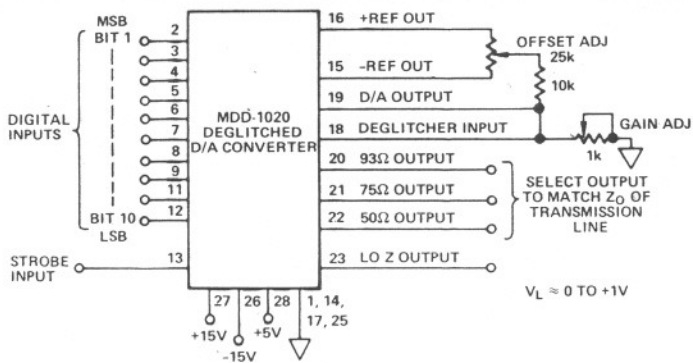 MSB
BIT 1
2
3
4
5
6
7
8
9
11
12
BIT 10
LSB
DIGITAL
INPUTS
STROBE
INPUT
13
MDD-1020
DEGLITCHED
D/A CONVERTER
16 +REF OUT
15 -REF OUT
19 D/A OUTPUT
18 DEGLITCHER INPUT
20 93Ω OUTPUT
21 75Ω OUTPUT
22 50Ω OUTPUT
23 LO Z OUTPUT
OFFSET ADJ
25k
10k
GAIN ADJ
1k
SELECT OUTPUT
TO MATCH ZO OF
TRANSMISSION
LINE
VL ≈ 0 TO +1V
27 26 28 1, 14,
17, 25
+15V
-15V
+5V